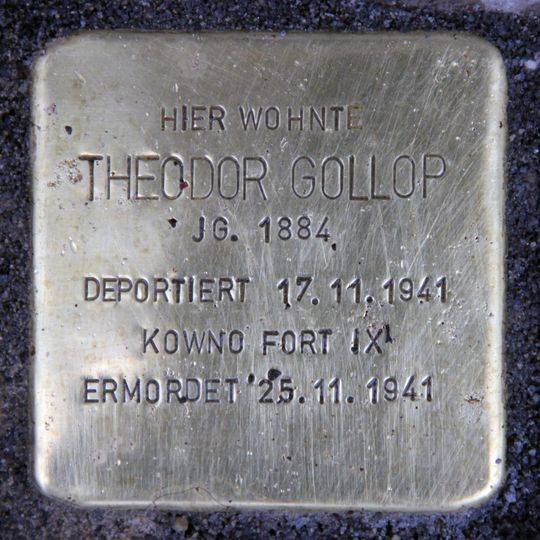 HIER WOHNTE
THEODOR GOLLOP
JG. 1884
DEPORTIERT 17.11.1941
KOWNO FORT IX
ERMORDET 25.11.1941